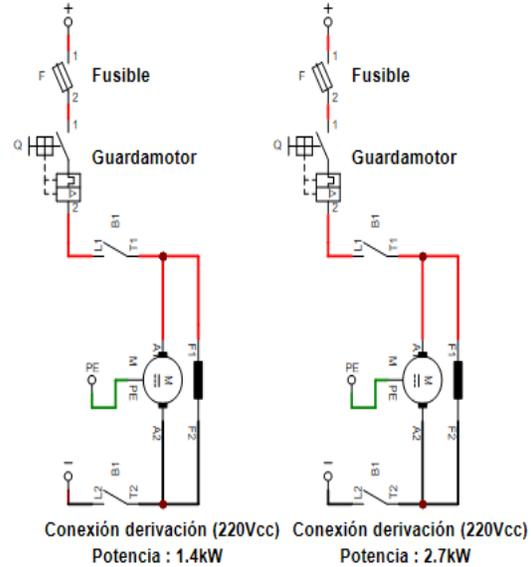 +
+
1
1
F
Fusible
F
Fusible
2
2
1
1
Q
Guardamotor
Q
Guardamotor
2
2
B1
B1
L1
T1
L1
T1
A
F1
A
F1
PE
M
PE
M
M
PE
M
PE
A2
F2
A2
F2
B1
B1
L2
T2
L2
T2
Conexión derivación (220Vcc)
Conexión derivación (220Vcc)
Potencia : 1.4kW
Potencia : 2.7kW